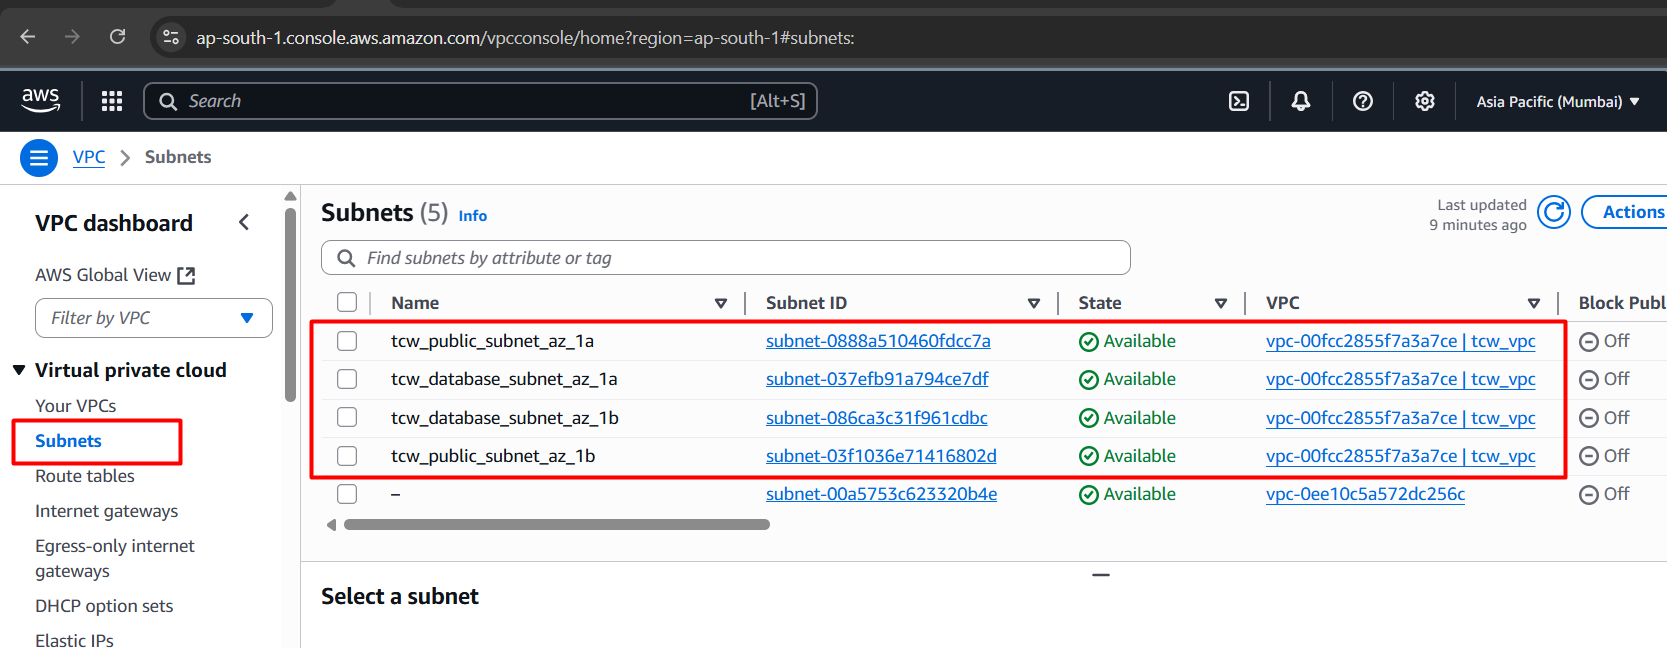 ap-south-1.console.aws.amazon.com/vpcconsole/home?region=ap-south-1#subnets:
aws
Search
[Alt+S]
Asia Pacific (Mumbai)
VPC
Subnets
VPC dashboard
AWS Global View
Filter by VPC
Virtual private cloud
Your VPCs
Subnets
Route tables
Internet gateways
Egress-only internet
gateways
DHCP option sets
Elastic IPs
Subnets (5) Info
Last updated
9 minutes ago
Actions
Find subnets by attribute or tag
Name Subnet ID State VPC Block Publ
tcw_public_subnet_az_1a subnet-0888a510460fdcc7a Available vpc-00fcc2855f7a3a7ce | tcw_vpc Off
tcw_database_subnet_az_1a subnet-037efb91a794ce7df Available vpc-00fcc2855f7a3a7ce | tcw_vpc Off
tcw_database_subnet_az_1b subnet-086ca3c31f961cdbc Available vpc-00fcc2855f7a3a7ce | tcw_vpc Off
tcw_public_subnet_az_1b subnet-03f1036e71416802d Available vpc-00fcc2855f7a3a7ce | tcw_vpc Off
– subnet-00a5753c623320b4e Available vpc-0ee10c5a572dc256c Off
Select a subnet